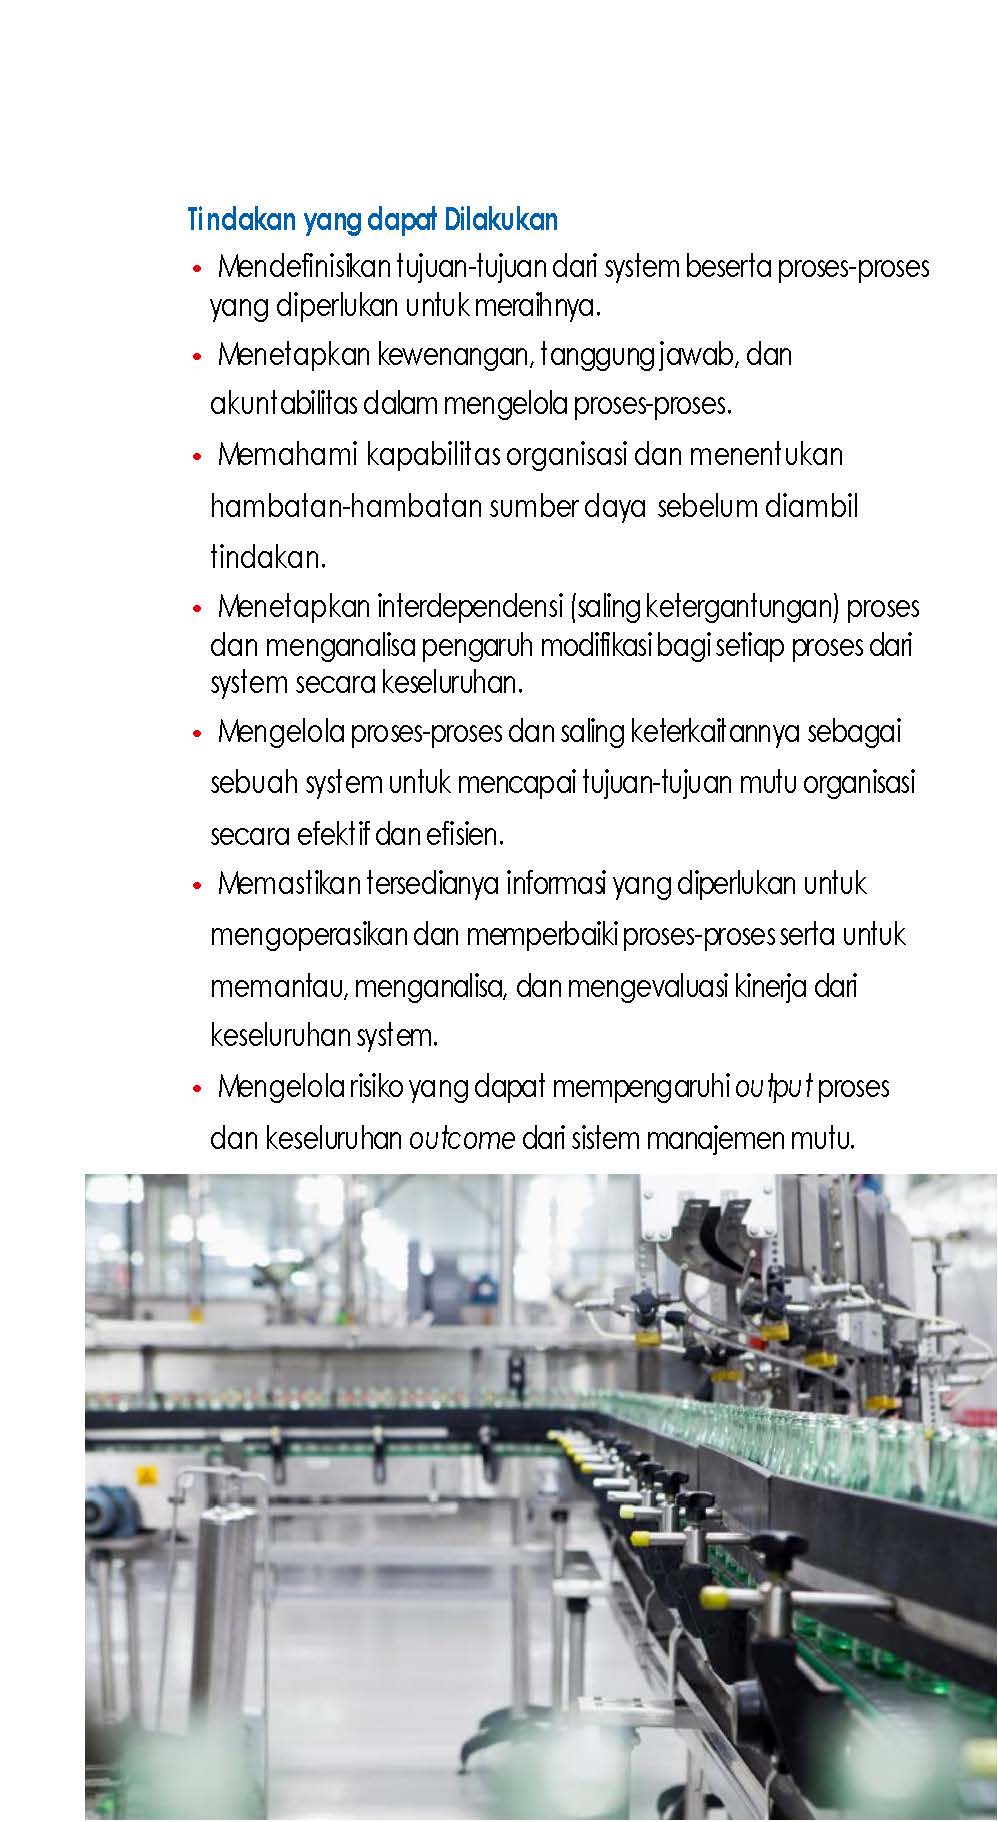 Tindakan yang dapat Dilakukan
• Mendefinisikan tujuan-tujuan dari system beserta proses-proses
yang diperlukan untuk meraihnya.
• Menetapkan kewenangan, tanggung jawab, dan
akuntabilitas dalam mengelola proses-proses.
• Memahami kapabilitas organisasi dan menentukan
hambatan-hambatan sumber daya sebelum diambil
tindakan.
• Menetapkan interdependensi (saling ketergantungan) proses
dan menganalisa pengaruh modifikasi bagi setiap proses dari
system secara keseluruhan.
• Mengelola proses-proses dan saling keterkaitannya sebagai
sebuah system untuk mencapai tujuan-tujuan mutu organisasi
secara efektif dan efisien.
• Memastikan tersedianya informasi yang diperlukan untuk
mengoperasikan dan memperbaiki proses-proses serta untuk
memantau, menganalisa, dan mengevaluasi kinerja dari
keseluruhan system.
• Mengelola risiko yang dapat mempengaruhi output proses
dan keseluruhan outcome dari sistem manajemen mutu.